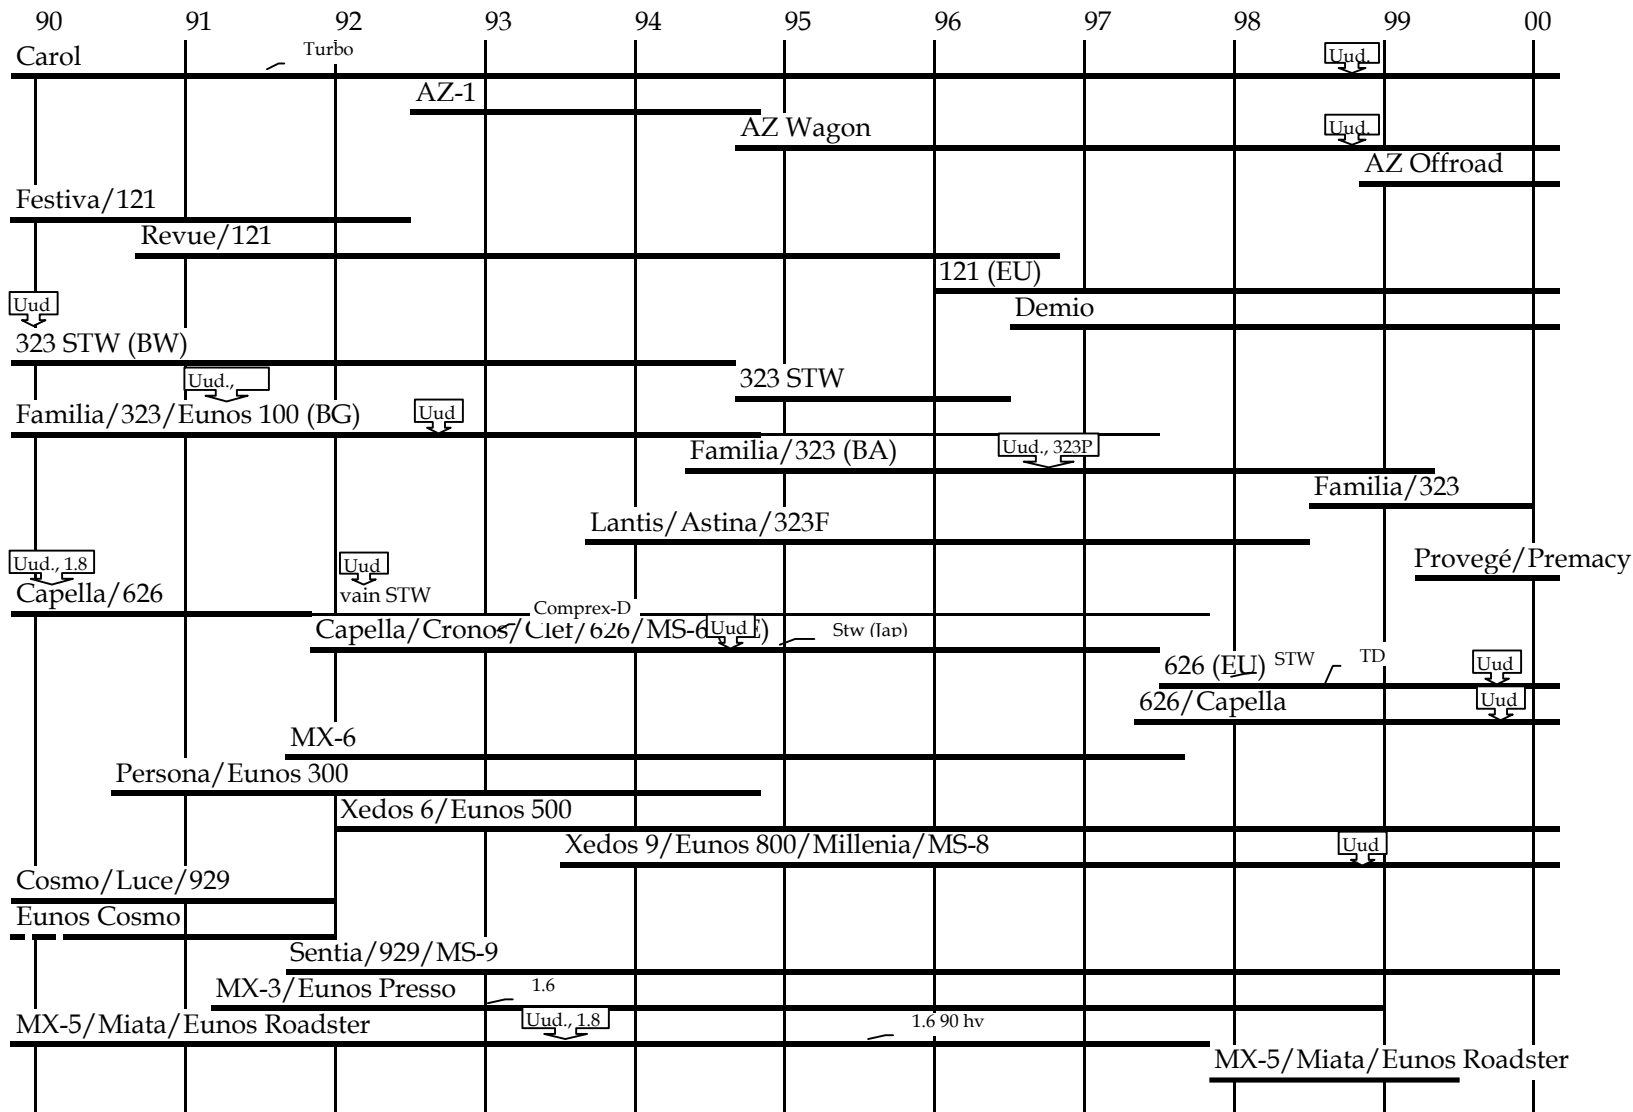 90 91 92 93 94 95 96 97 98 99 00
Carol
Turbo
Uud.
AZ-1
AZ Wagon
Uud.
AZ Offroad
Festiva/121
Revue/121
121 (EU)
Uud
Demio
323 STW (BW)
Uud.,
323 STW
Familia/323/Eunos 100 (BG)
Uud
Familia/323 (BA)
Uud., 323P
Familia/323
Lantis/Astina/323F
Uud., 1.8
Uud
Provegé/Premacy
Capella/626
vain STW
Comprex-D
Capella/Cronos/Clef/626/MS-6
Uud
Stw (Jap)
626 (EU)
STW
TD
Uud
626/Capella
Uud
MX-6
Persona/Eunos 300
Xedos 6/Eunos 500
Xedos 9/Eunos 800/Millenia/MS-8
Uud
Cosmo/Luce/929
Eunos Cosmo
Sentia/929/MS-9
MX-3/Eunos Presso
1.6
MX-5/Miata/Eunos Roadster
Uud., 1.8
1.6 90 hv
MX-5/Miata/Eunos Roadster